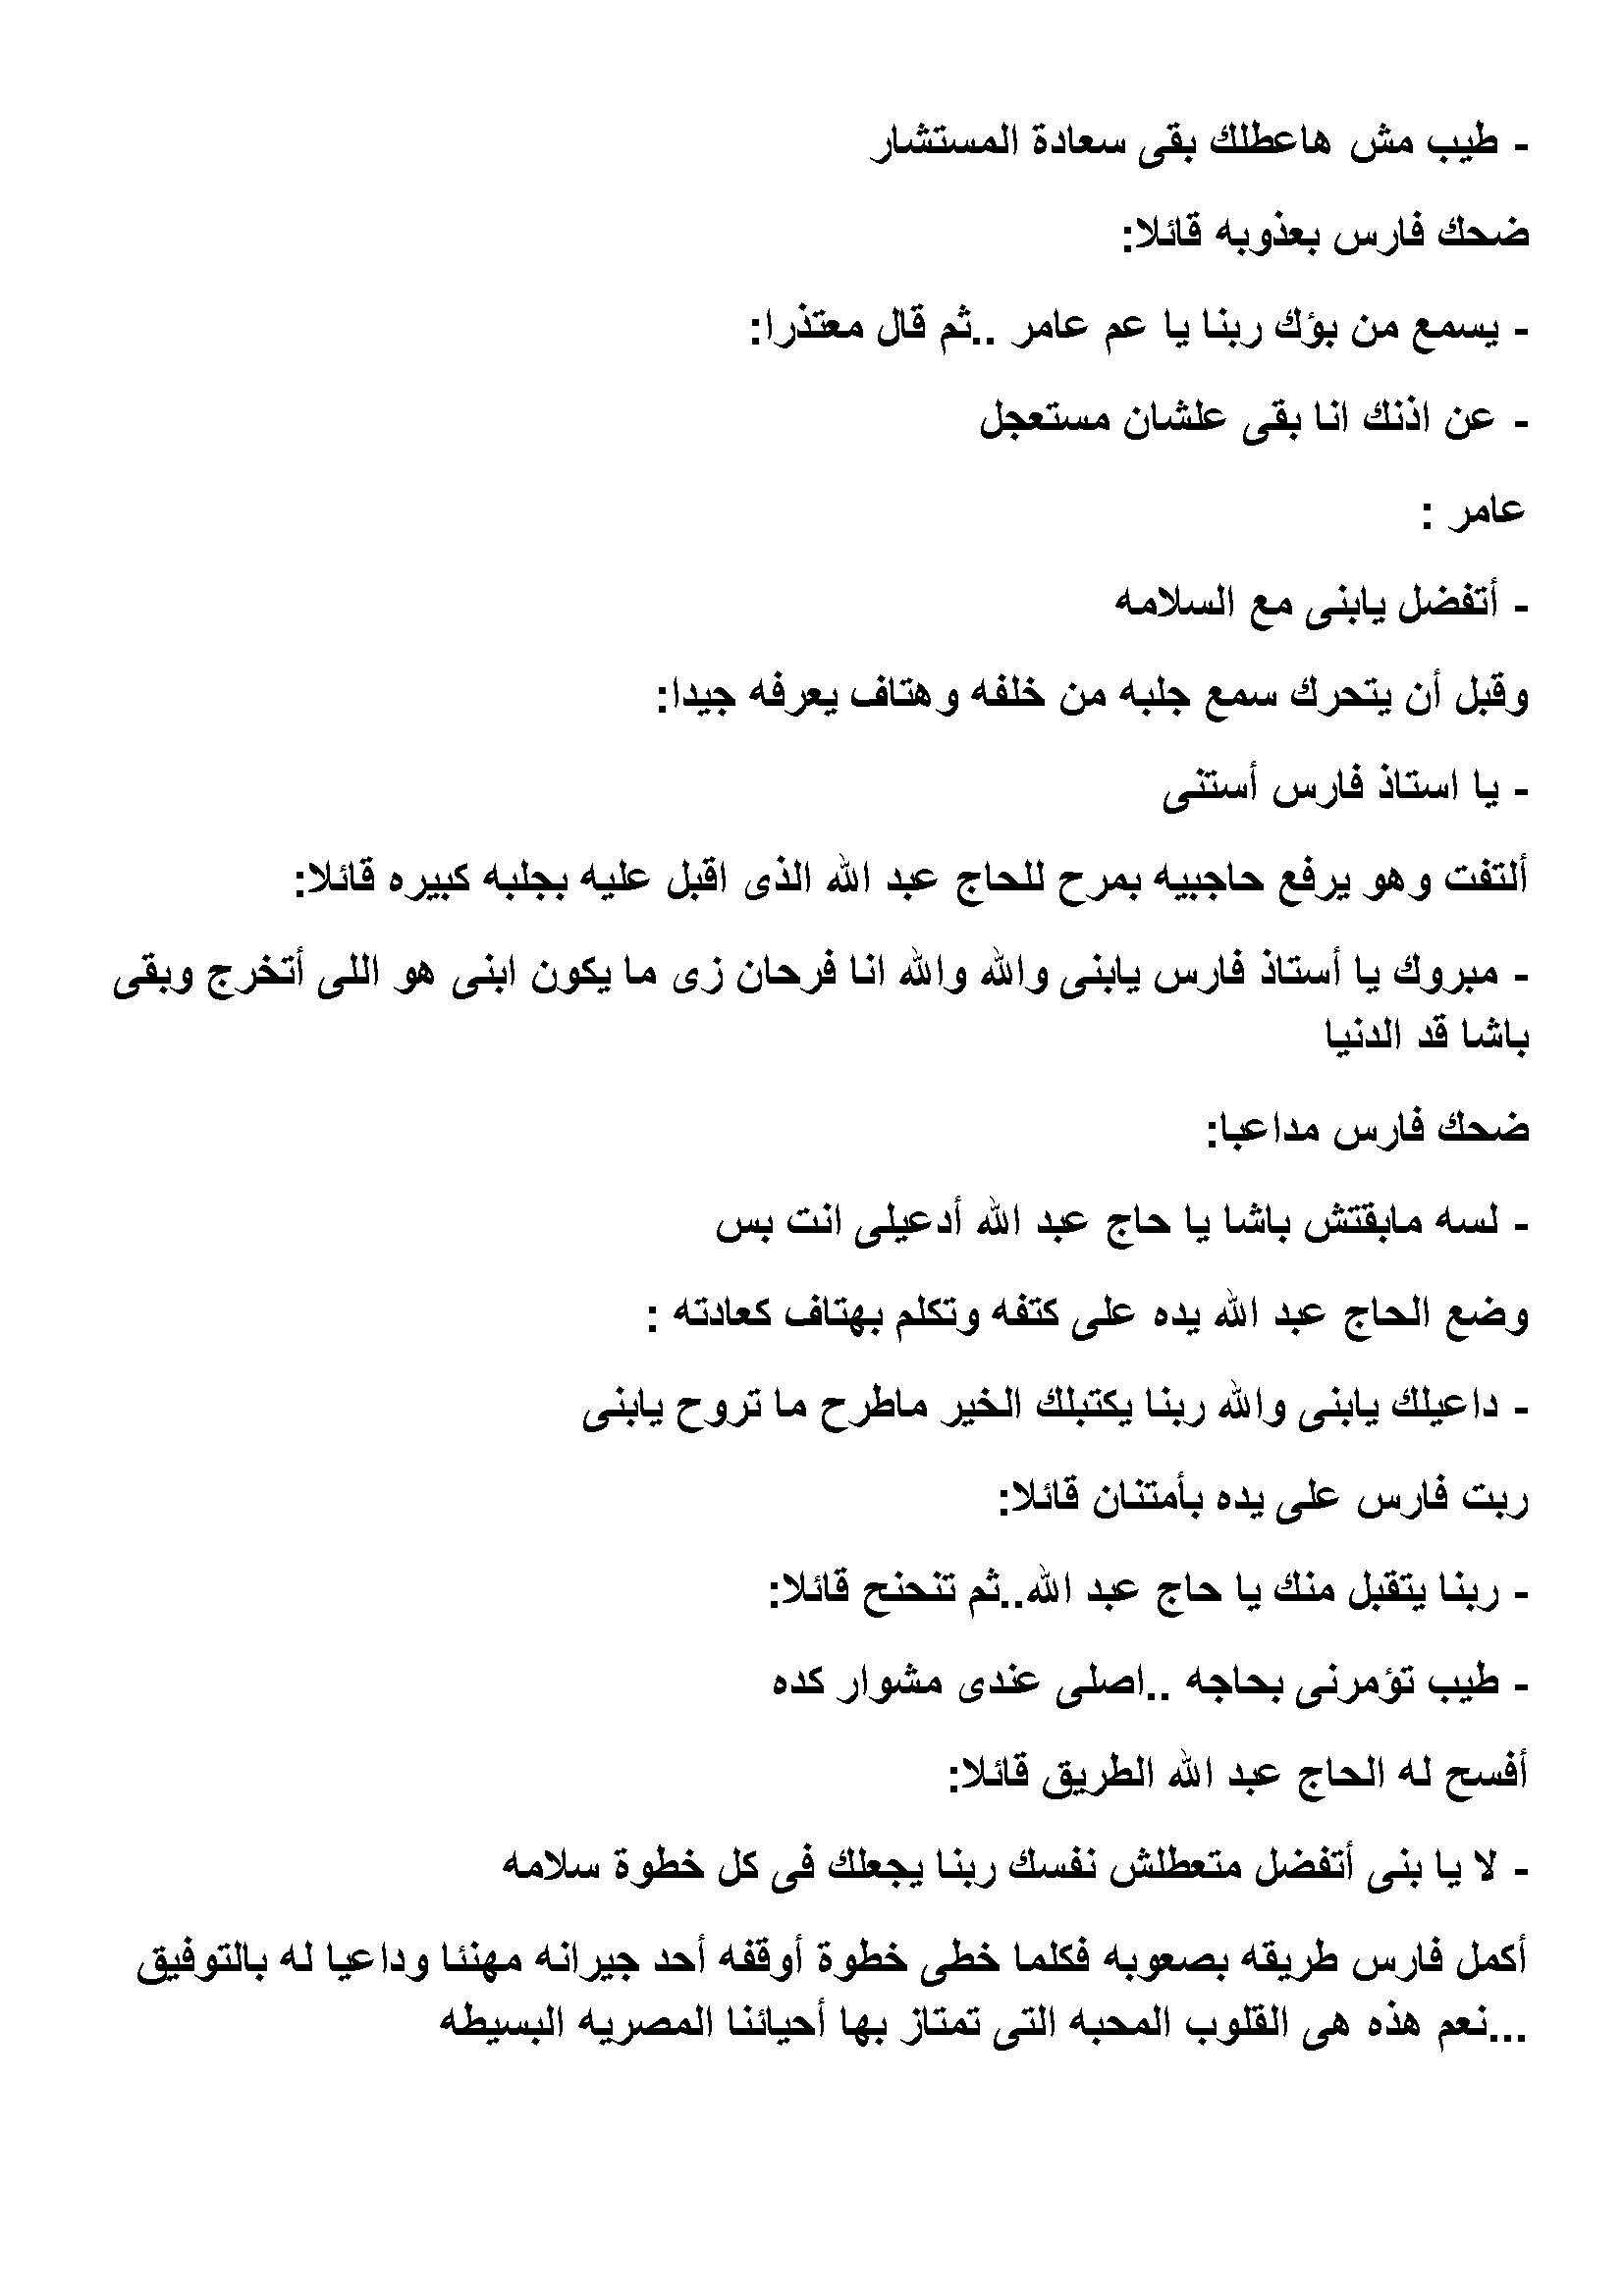 - طيب مش هاعطلك بقى سعادة المستشار
ضحك فارس بعذوبه قائلا:
- يسمع من بؤك ربنا يا عم عامر ..ثم قال معتذرا:
- عن اذنك انا بقى علشان مستعجل
عامر :
- أتفضل يابنى مع السلامه
وقبل أن يتحرك سمع جلبه من خلفه وهتاف يعرفه جيدا:
- يا استاذ فارس أستنى
ألتفت وهو يرفع حاجبيه بمرح للحاج عبد الله الذى اقبل عليه بجلبه كبيره قائلا:
- مبروك يا أستاذ فارس يابنى والله والله انا فرحان زى ما يكون ابنى هو اللى أتخرج وبقى
باشا قد الدنيا
ضحك فارس مداعبا:
- لسه مابقتش باشا يا حاج عبد الله أدعيلى انت بس
وضع الحاج عبد الله يده على كتفه وتكلم بهتاف كعادته :
- داعيلك يابنى والله ربنا يكتبلك الخير ماطرح ما تروح يابنى
ربت فارس على يده بأمتنان قائلا:
- ربنا يتقبل منك يا حاج عبد الله..ثم تنحنح قائلا:
- طيب تؤمرنى بحاجه ..اصلى عندى مشوار كده
أفسح له الحاج عبد الله الطريق قائلا:
- لا يا بنى أتفضل متعطلش نفسك ربنا يجعلك فى كل خطوة سلامه
أكمل فارس طريقه بصعوبه فكلما خطى خطوة أوقفه أحد جيرانه مهنئا وداعيا له بالتوفيق
...نعم هذه هى القلوب المحبه التى تمتاز بها أحيائنا المصريه البسيطه